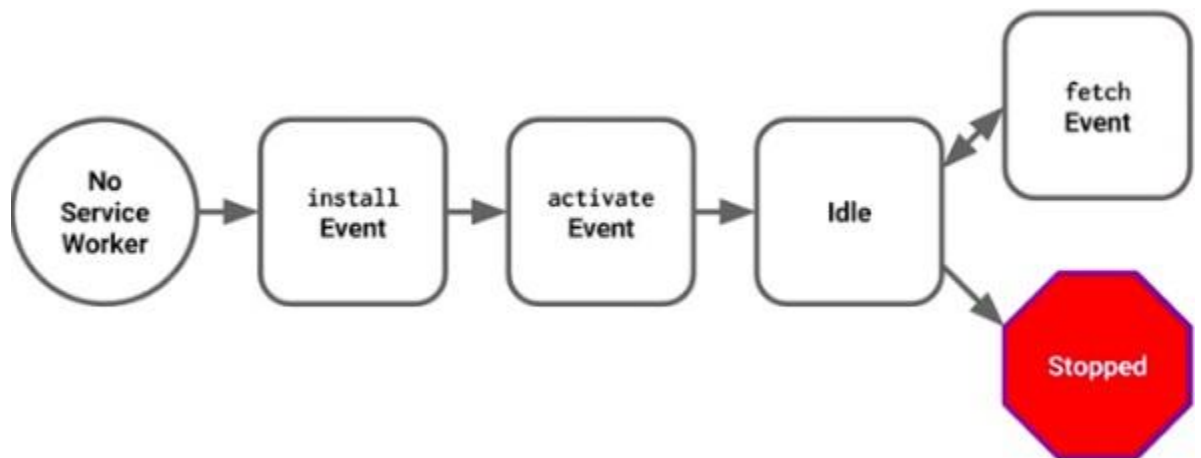 No
Service
Worker
install
Event
activate
Event
Idle
fetch
Event
Stopped